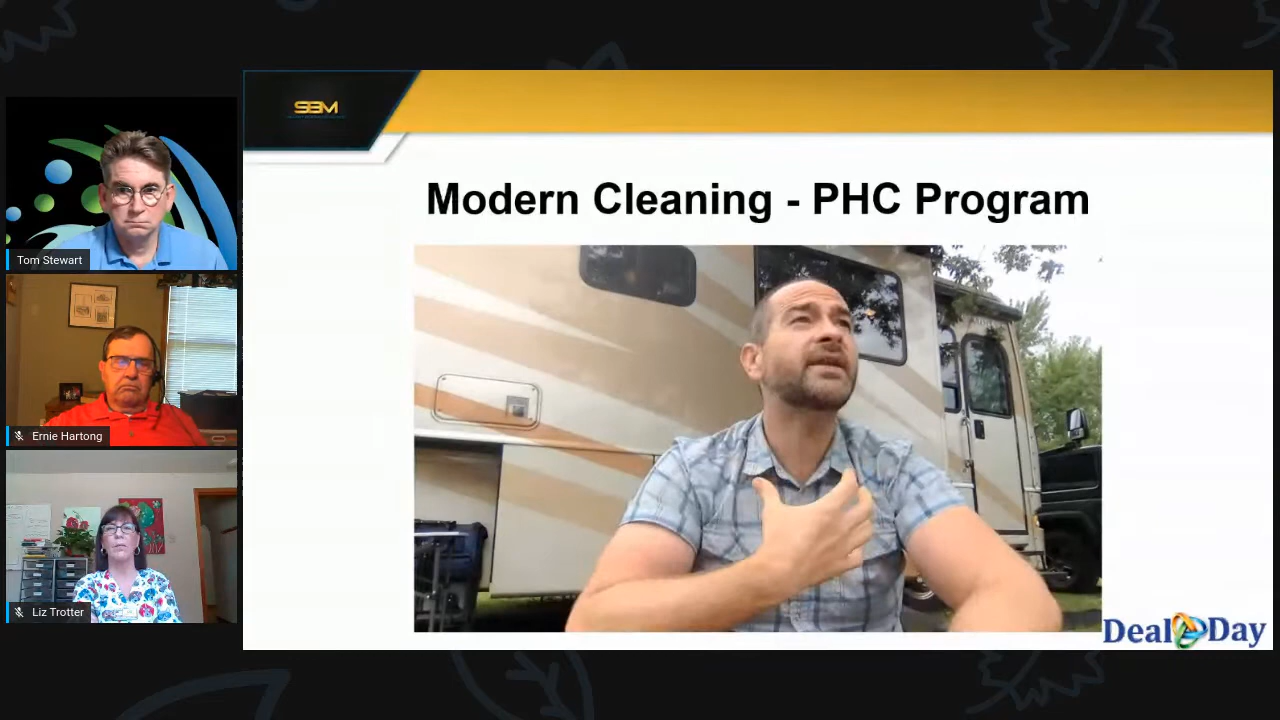 SBM
Modern Cleaning - PHC Program
Tom Stewart
Ernie Hartong
Liz Trotter
Deal Day